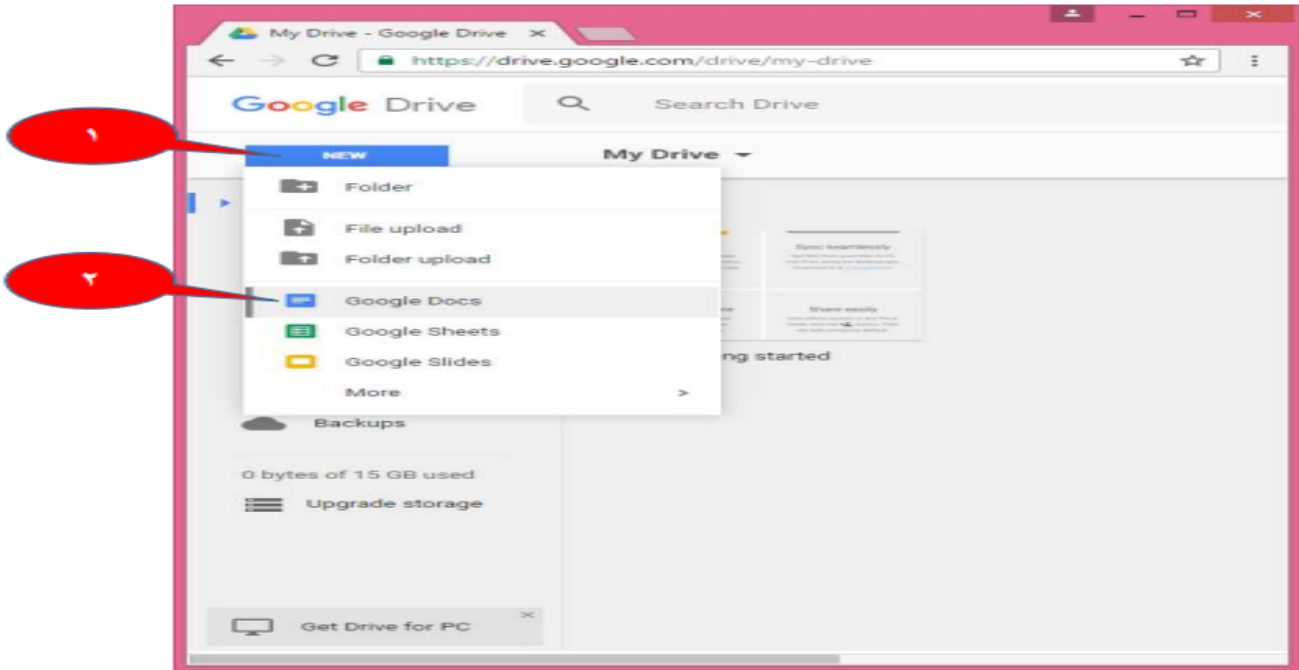 My Drive - Google Drive
https://drive.google.com/drive/my-drive
Google Drive
Search Drive
١
NEW
My Drive
Folder
File upload
Folder upload
Sync seamlessly
٢
Google Docs
Share easily
Google Sheets
Google Slides
ng started
More
Backups
0 bytes of 15 GB used
Upgrade storage
Get Drive for PC